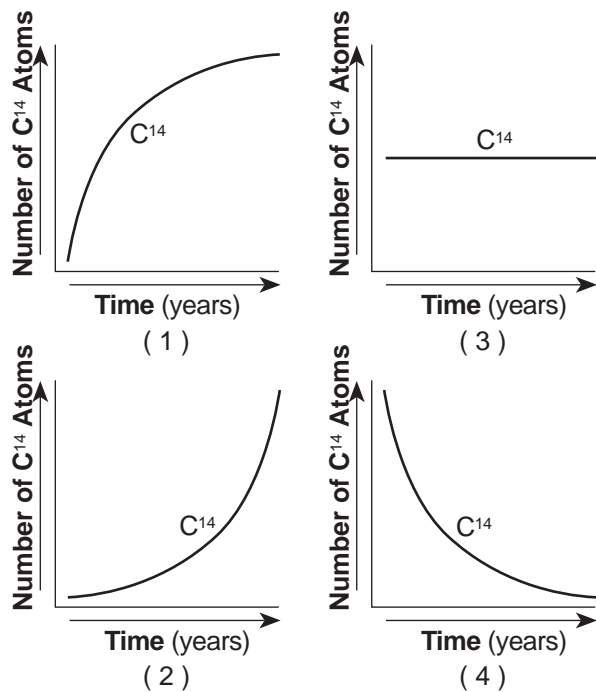 Number of C¹⁴ Atoms
C¹⁴
Time (years)
( 1 )
Number of C¹⁴ Atoms
C¹⁴
Time (years)
( 3 )
Number of C¹⁴ Atoms
C¹⁴
Time (years)
( 2 )
Number of C¹⁴ Atoms
C¹⁴
Time (years)
( 4 )